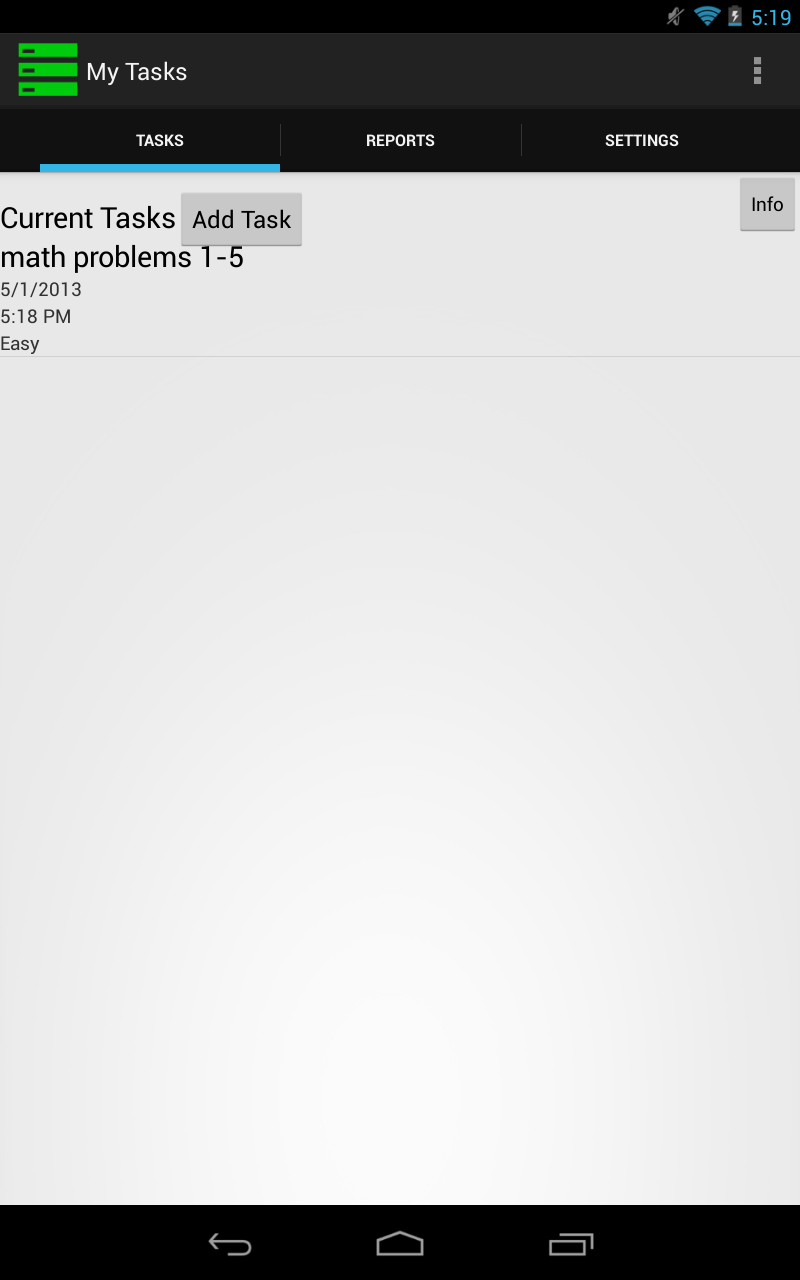 5:19
My Tasks
TASKS REPORTS SETTINGS
Info
Current Tasks Add Task
math problems 1-5
5/1/2013
5:18 PM
Easy